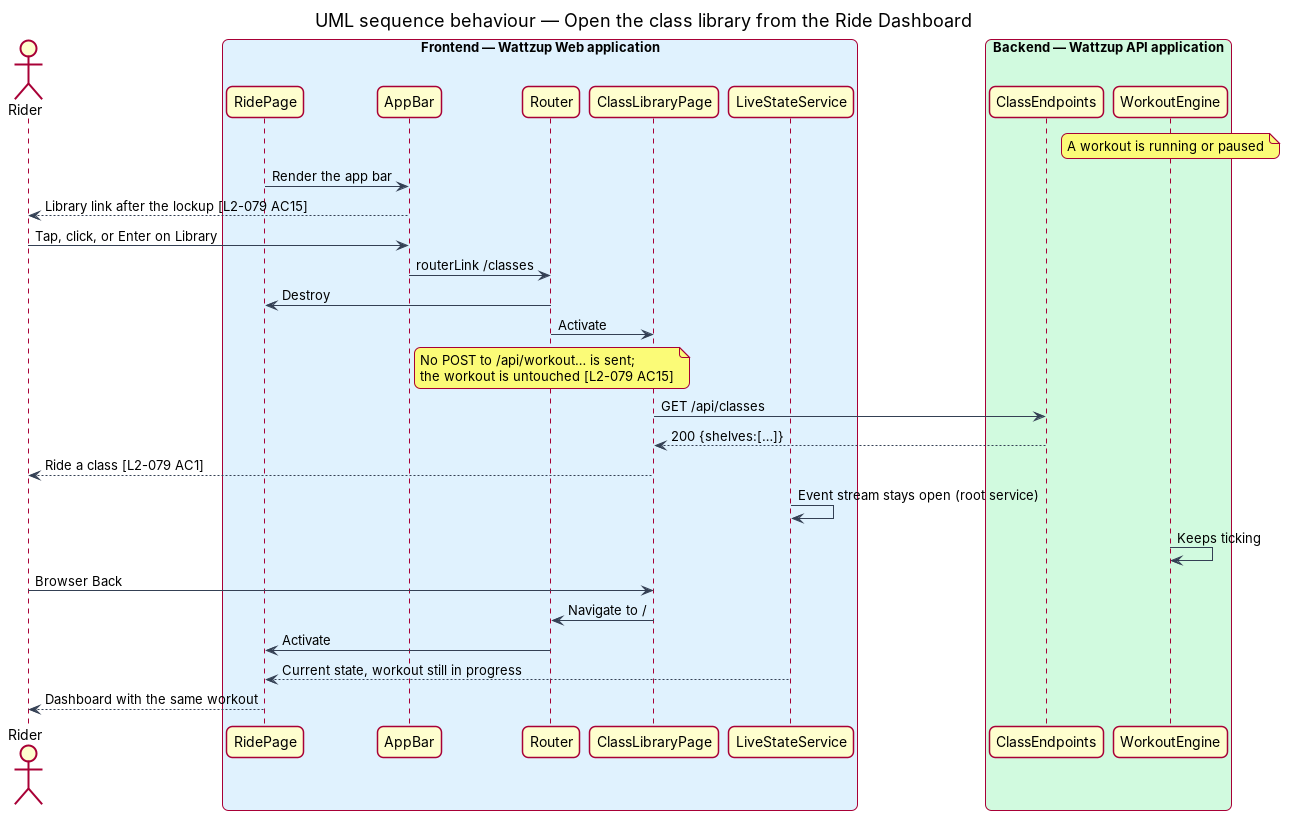 UML sequence behaviour — Open the class library from the Ride Dashboard
Frontend — Wattzup Web application
Backend — Wattzup API application
Rider
RidePage
AppBar
Router
ClassLibraryPage
LiveStateService
ClassEndpoints
WorkoutEngine
A workout is running or paused
Render the app bar
Library link after the lockup [L2-079 AC15]
Tap, click, or Enter on Library
routerLink /classes
Destroy
Activate
No POST to /api/workout... is sent;
the workout is untouched [L2-079 AC15]
GET /api/classes
200 {shelves:[...]}
Ride a class [L2-079 AC1]
Event stream stays open (root service)
Keeps ticking
Browser Back
Navigate to /
Activate
Current state, workout still in progress
Dashboard with the same workout
Rider
RidePage
AppBar
Router
ClassLibraryPage
LiveStateService
ClassEndpoints
WorkoutEngine